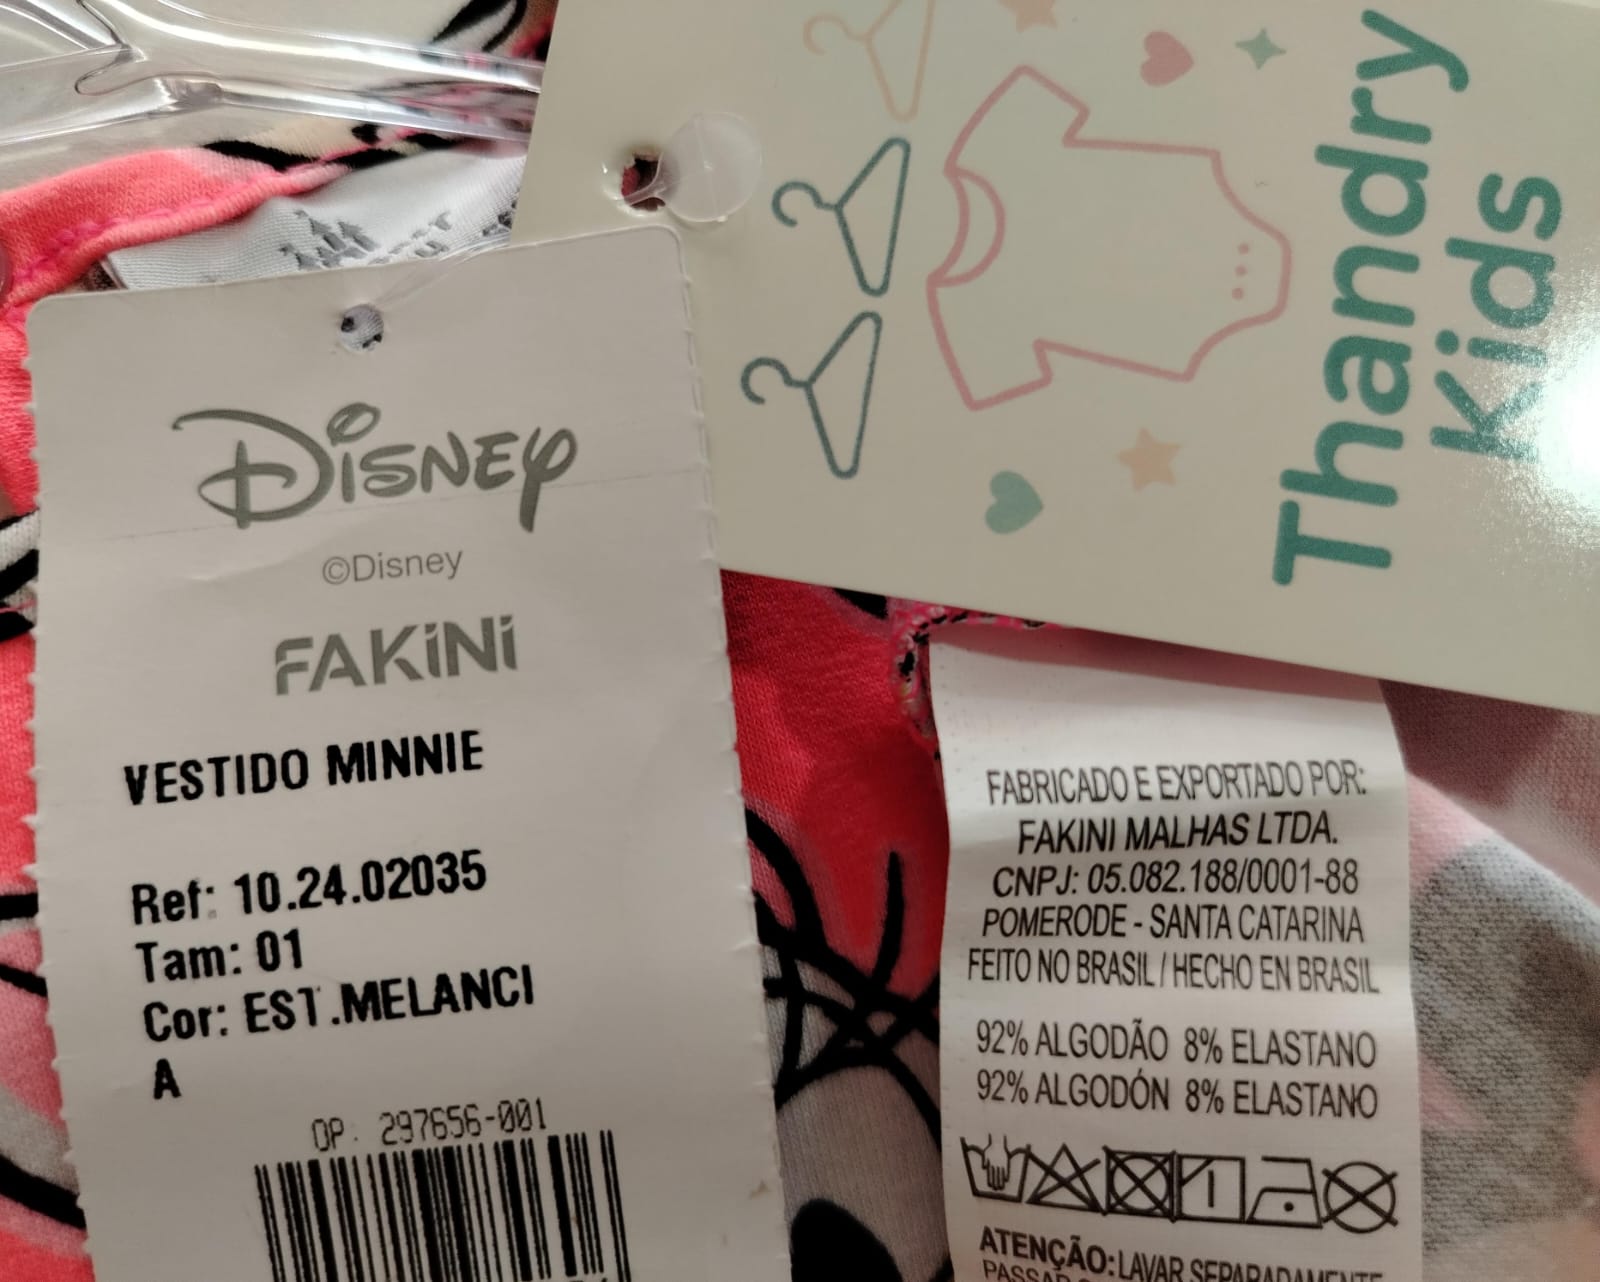 Disney
©Disney
FAKiNi
VESTIDO MINNIE
Ref: 10.24.02035
Tam: 01
Cor: EST.MELANCI
A
OP. 297656-001
Thandry
Kids
FABRICADO E EXPORTADO POR:
FAKINI MALHAS LTDA.
CNPJ: 05.082.188/0001-88
POMERODE - SANTA CATARINA
FEITO NO BRASIL / HECHO EN BRASIL
92% ALGODÃO 8% ELASTANO
92% ALGODÓN 8% ELASTANO
ATENÇÃO: LAVAR SEPARADAMENTE
PASSAR